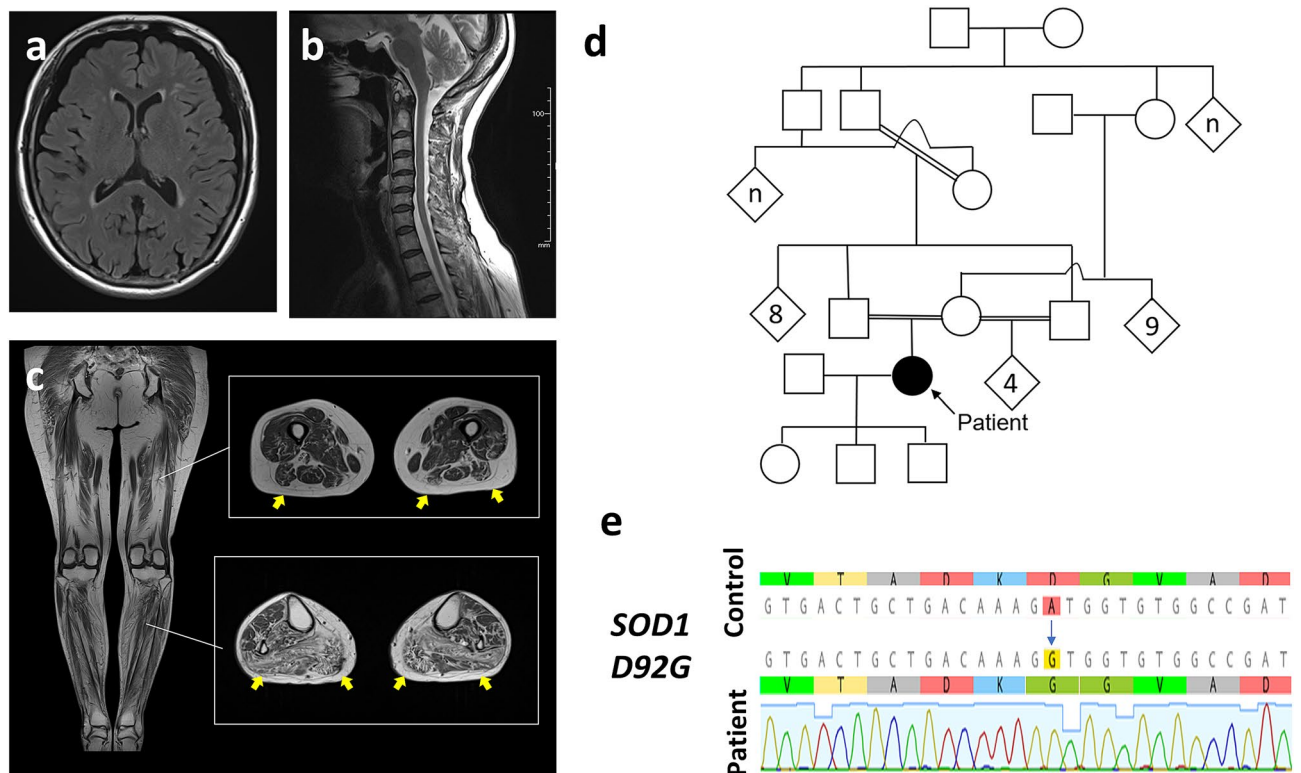 a
b
100
mm
c
d
n
n
8
9
4
Patient
e
SOD1
D92G
Control
V T A D K D G V A D
G T G A C T G C T G A C A A A G A T G G T G T G G C C G A T
G T G A C T G C T G A C A A A G G T G G T G T G G C C G A T
V T A D K G G V A D
Patient